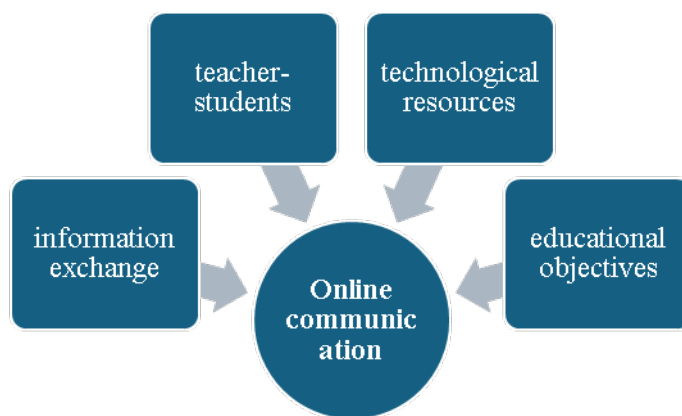 teacher-
students
technological
resources
information
exchange
educational
objectives
Online
communic
ation